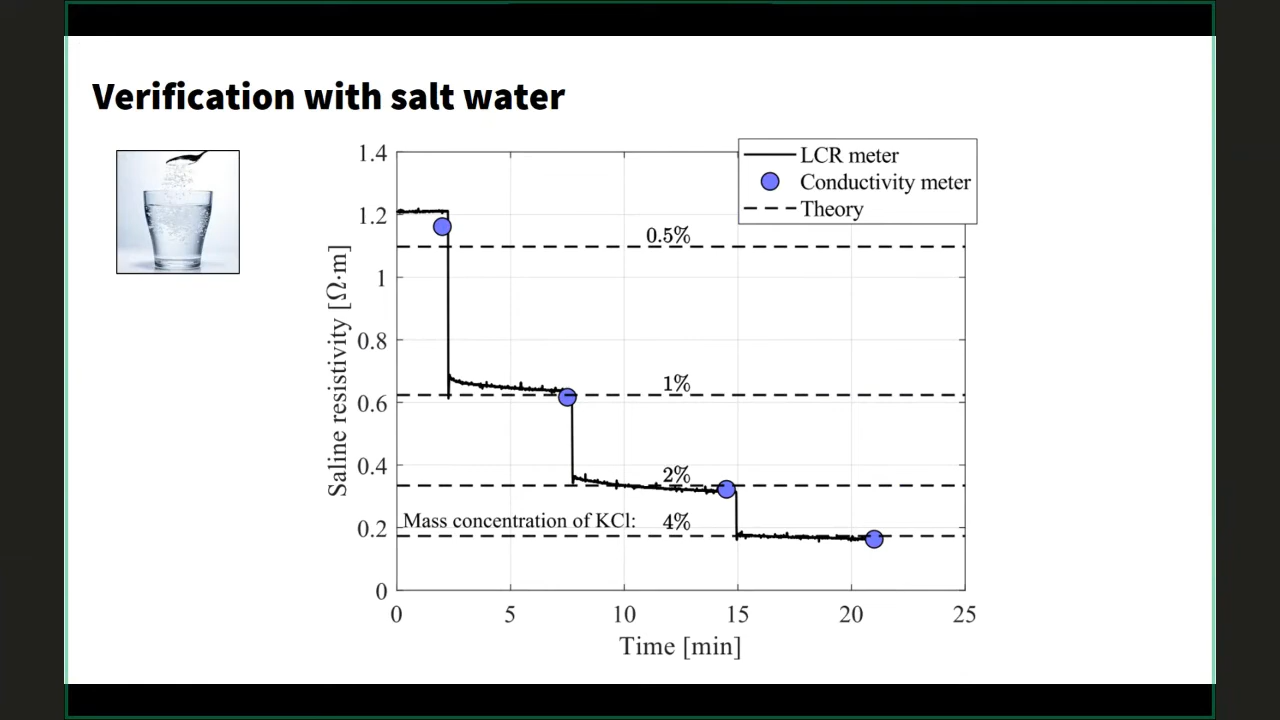 Verification with salt water
LCR meter
Conductivity meter
Theory
1.4
1.2
1
0.8
0.6
0.4
0.2
0
Saline resistivity [Ω·m]
0.5%
1%
2%
Mass concentration of KCl: 4%
0 5 10 15 20 25
Time [min]